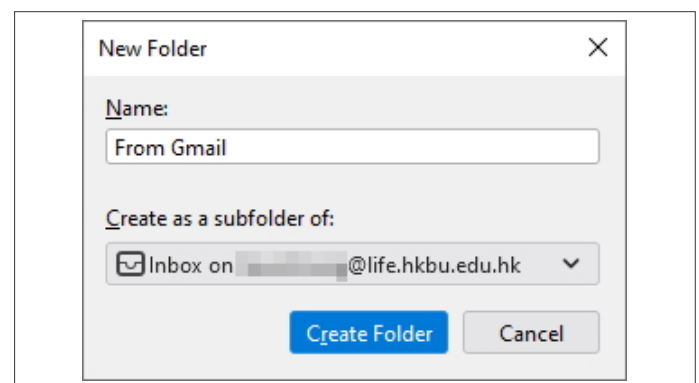 New Folder
Name:
From Gmail
Create as a subfolder of:
Inbox on @life.hkbu.edu.hk
Create Folder Cancel